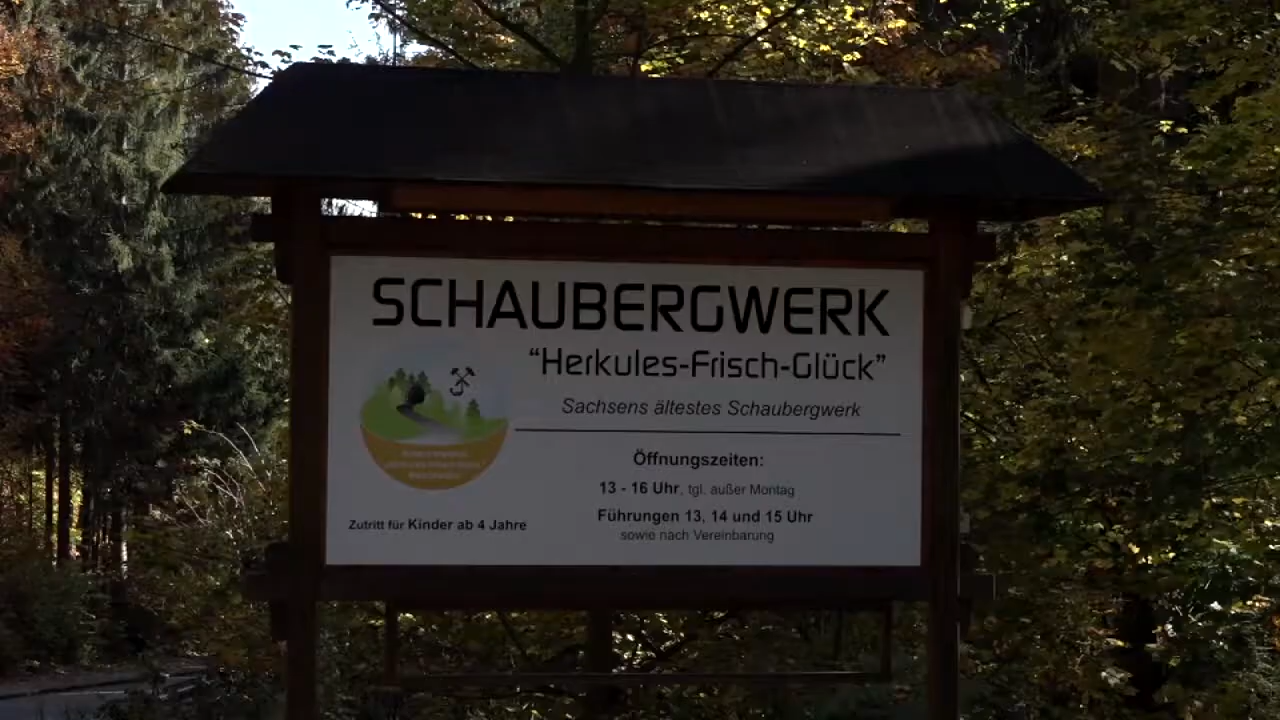 SCHAUBERGWERK
“Herkules-Frisch-Glück”
Sachsens ältestes Schaubergwerk
Öffnungszeiten:
13 - 16 Uhr, tgl. außer Montag
Führungen 13, 14 und 15 Uhr
sowie nach Vereinbarung
Zutritt für Kinder ab 4 Jahre